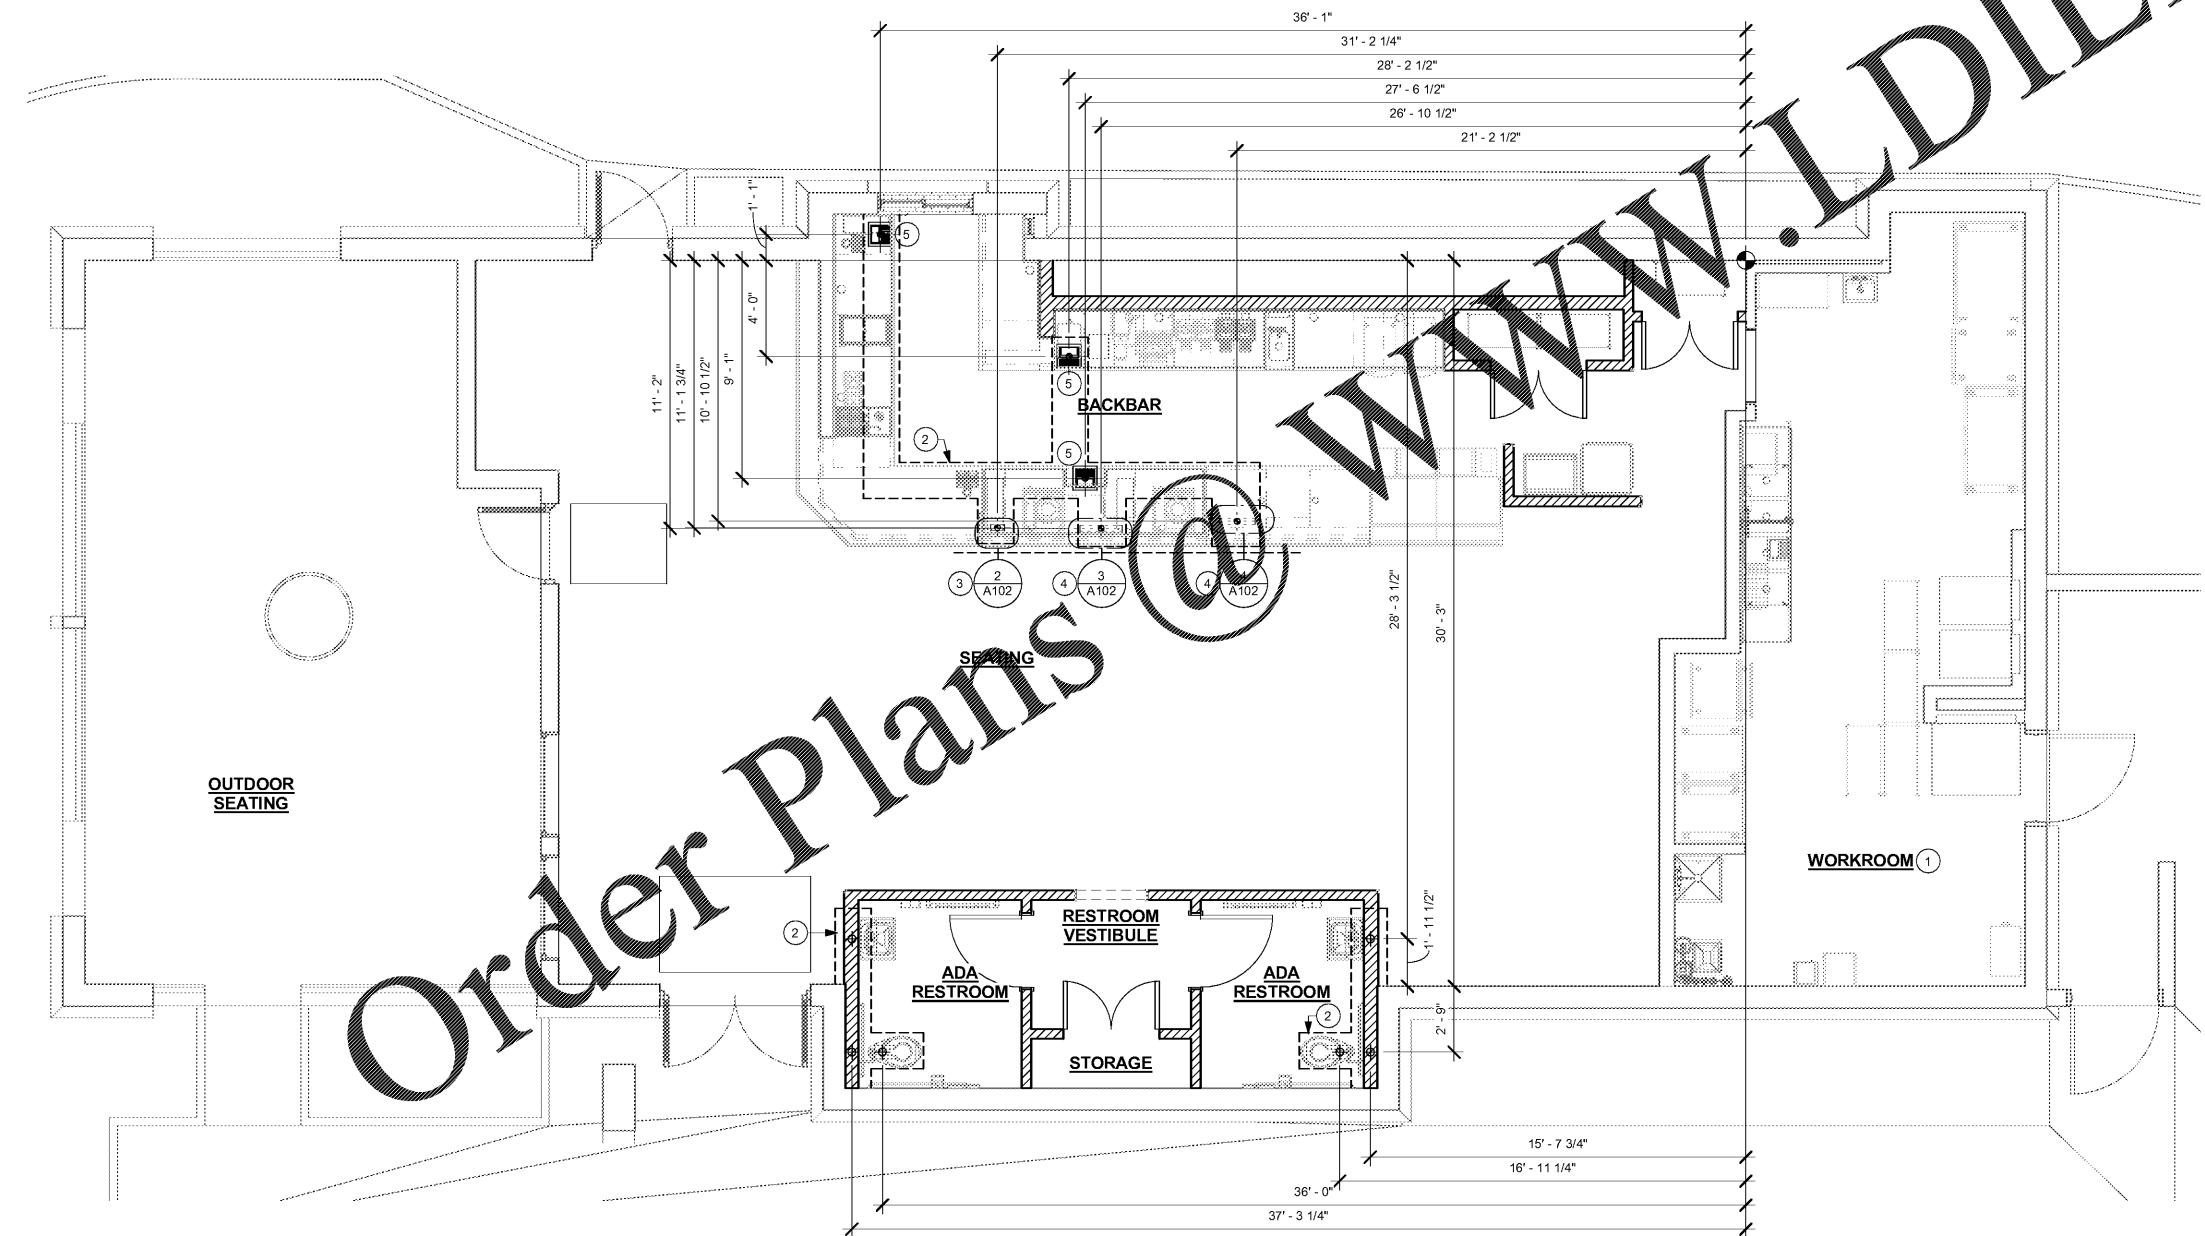 36' - 1"
31' - 2 1/4"
28' - 2 1/2"
27' - 6 1/2"
26' - 10 1/2"
21' - 2 1/2"
1' - 1"
5
4' - 0"
9' - 1"
10' - 10 1/2"
11' - 1 3/4"
11' - 2"
5
BACKBAR
2
5
3
2
A102
4
3
A102
4
A102
28' - 3 1/2"
30' - 3"
SEATING
OUTDOOR
SEATING
WORKROOM 1
RESTROOM
VESTIBULE
2
1' - 11 1/2"
ADA
RESTROOM
ADA
RESTROOM
2
2' - 9"
STORAGE
15' - 7 3/4"
16' - 11 1/4"
36' - 0"
37' - 3 1/4"
Order Plans @ WWW.LDIE